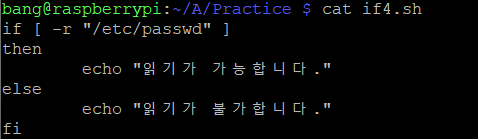 bang@raspberrypi:~/A/Practice $ cat if4.sh
if [ -r "/etc/passwd" ]
then
        echo "읽기가 가능합니다."
else
        echo "읽기가 불가합니다."
fi